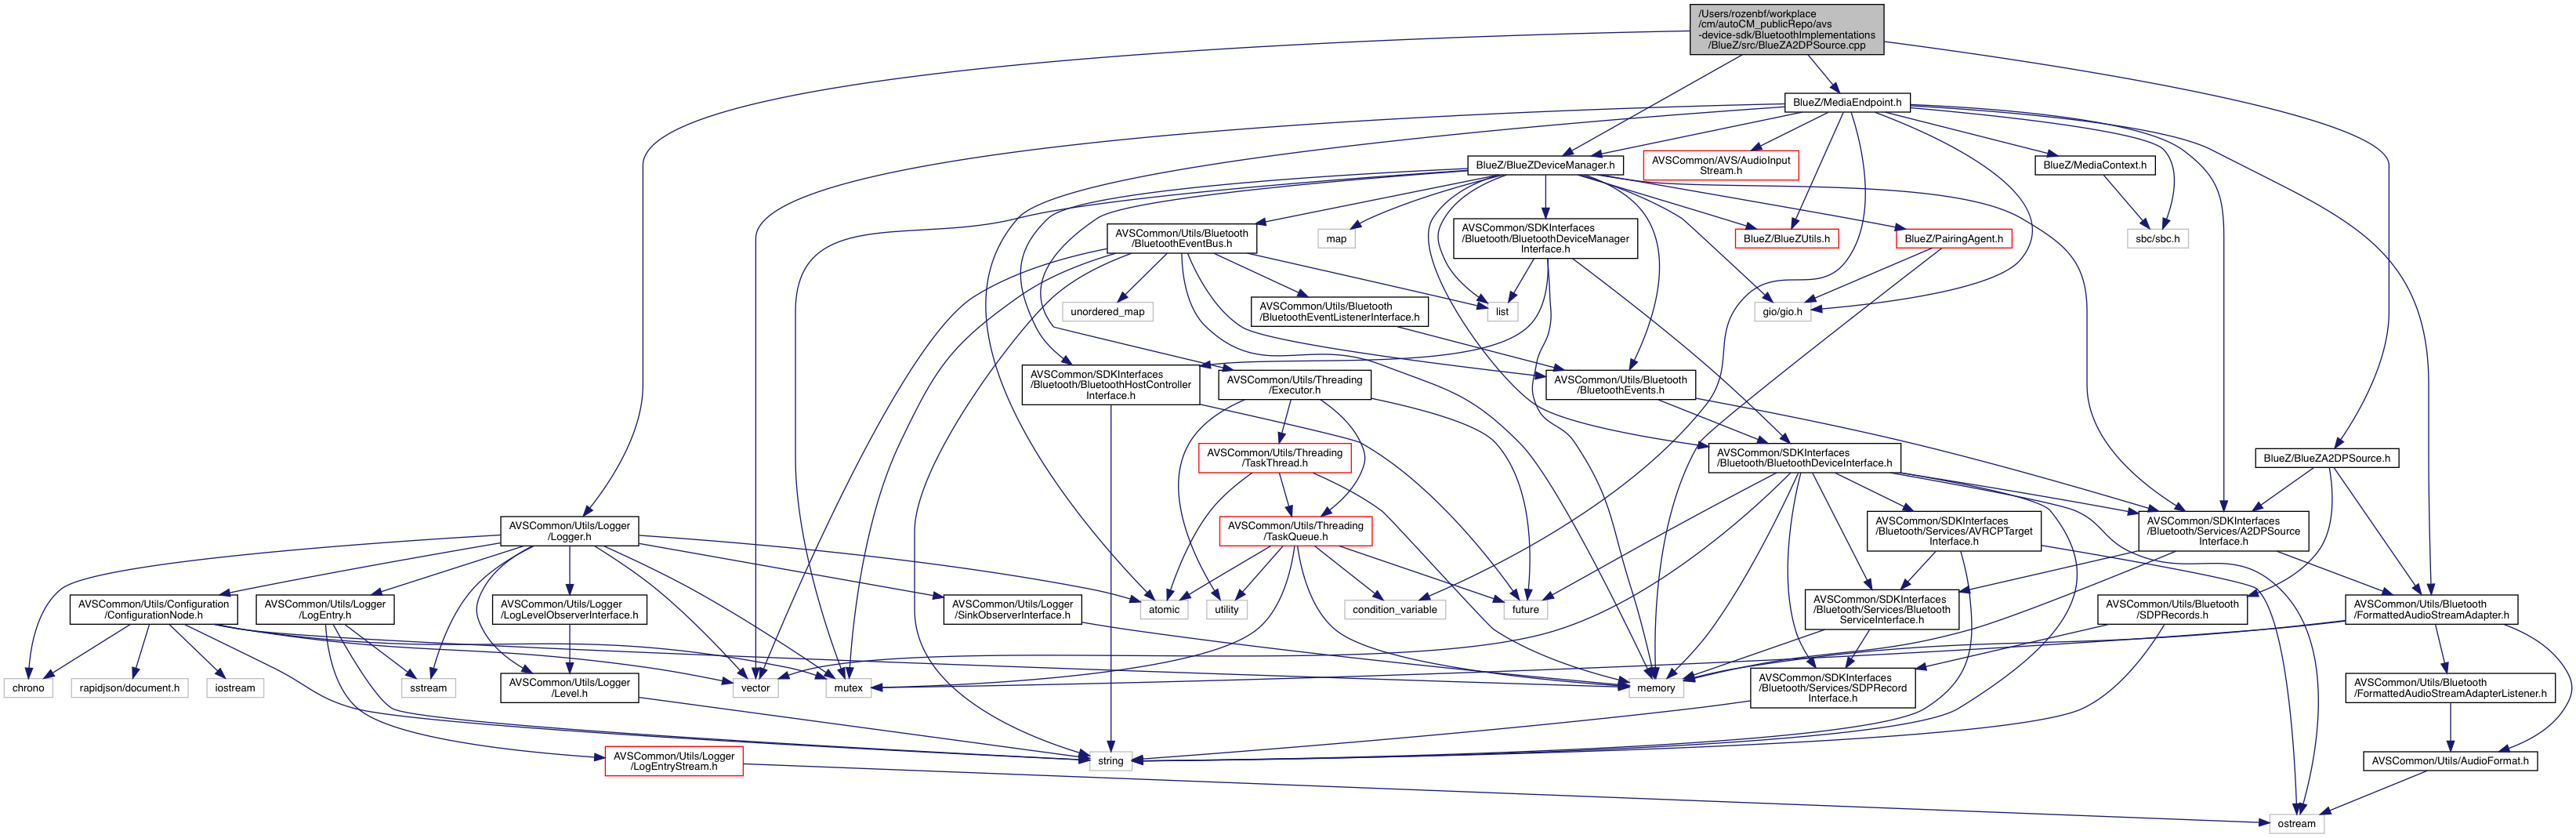 /Users/rozenbf/workplace
/cm/autoCM_publicRepo/avs
-device-sdk/BluetoothImplementations
/BlueZ/src/BlueZA2DPSource.cpp
BlueZ/MediaEndpoint.h
BlueZ/BlueZDeviceManager.h
AVSCommon/AVS/AudioInput
Stream.h
BlueZ/MediaContext.h
AVSCommon/Utils/Bluetooth
/BluetoothEventBus.h
map
AVSCommon/SDKInterfaces
/Bluetooth/BluetoothDeviceManager
Interface.h
BlueZ/BlueZUtils.h
BlueZ/PairingAgent.h
sbc/sbc.h
unordered_map
AVSCommon/Utils/Bluetooth
/BluetoothEventListenerInterface.h
list
gio/gio.h
AVSCommon/SDKInterfaces
/Bluetooth/BluetoothHostController
Interface.h
AVSCommon/Utils/Threading
/Executor.h
AVSCommon/Utils/Bluetooth
/BluetoothEvents.h
AVSCommon/Utils/Threading
/TaskThread.h
AVSCommon/SDKInterfaces
/Bluetooth/BluetoothDeviceInterface.h
BlueZ/BlueZA2DPSource.h
AVSCommon/Utils/Logger
/Logger.h
AVSCommon/Utils/Threading
/TaskQueue.h
AVSCommon/SDKInterfaces
/Bluetooth/Services/AVRCPTarget
Interface.h
AVSCommon/SDKInterfaces
/Bluetooth/Services/A2DPSource
Interface.h
AVSCommon/Utils/Configuration
/ConfigurationNode.h
AVSCommon/Utils/Logger
/LogEntry.h
AVSCommon/Utils/Logger
/LogLevelObserverInterface.h
AVSCommon/Utils/Logger
/SinkObserverInterface.h
atomic
utility
condition_variable
future
AVSCommon/SDKInterfaces
/Bluetooth/Services/Bluetooth
ServiceInterface.h
AVSCommon/Utils/Bluetooth
/SDPRecords.h
AVSCommon/Utils/Bluetooth
/FormattedAudioStreamAdapter.h
chrono
rapidjson/document.h
iostream
sstream
AVSCommon/Utils/Logger
/Level.h
vector
mutex
memory
AVSCommon/SDKInterfaces
/Bluetooth/Services/SDPRecord
Interface.h
AVSCommon/Utils/Bluetooth
/FormattedAudioStreamAdapterListener.h
AVSCommon/Utils/Logger
/LogEntryStream.h
string
AVSCommon/Utils/AudioFormat.h
ostream